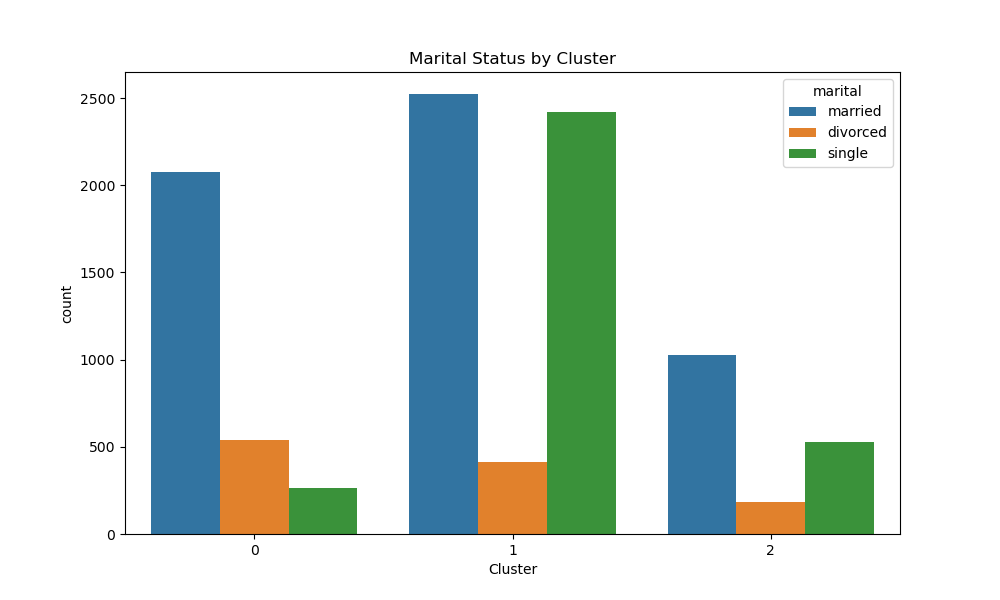 Marital Status by Cluster
marital
married
divorced
single
2500
2000
1500
1000
500
0
count
0 1 2
Cluster